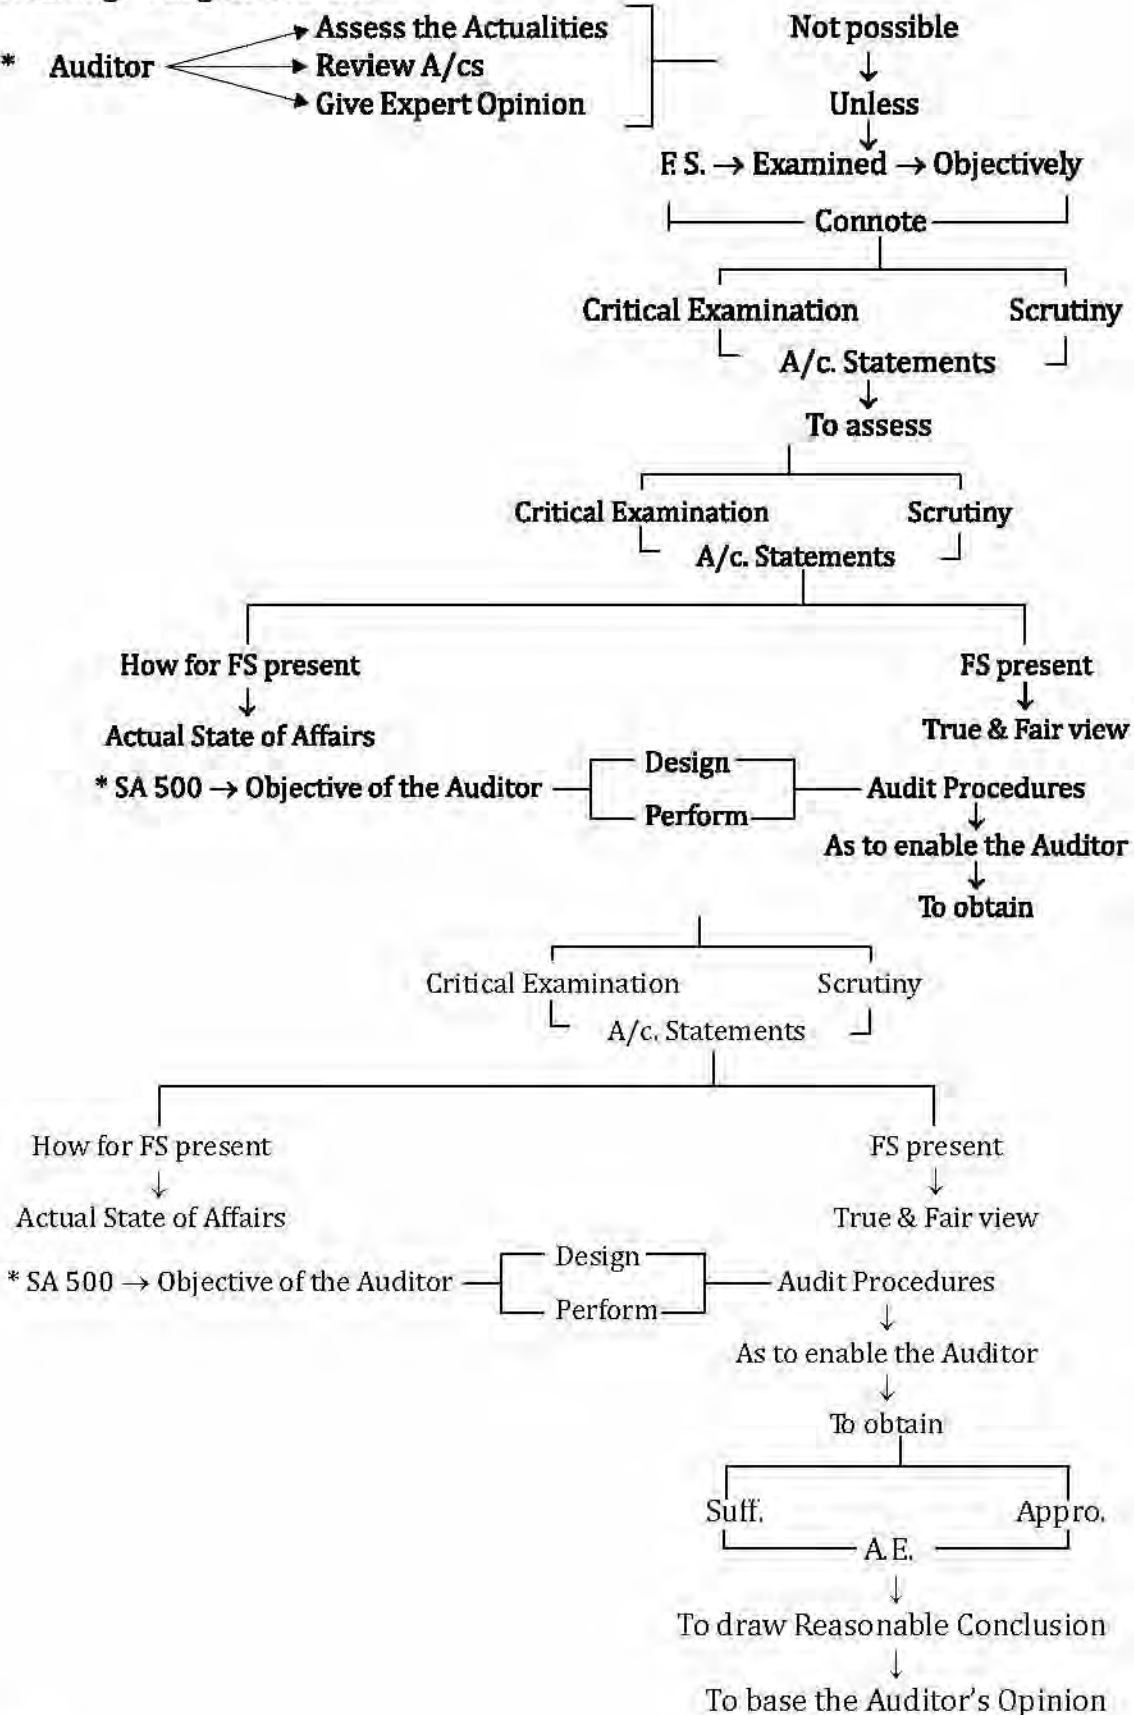 Assess the Actualities Not possible
* Auditor Review A/cs
Give Expert Opinion Unless
F. S. → Examined → Objectively
Connote
Critical Examination Scrutiny
A/c. Statements
To assess
Critical Examination Scrutiny
A/c. Statements
How for FS present FS present
Actual State of Affairs True & Fair view
Design
* SA 500 → Objective of the Auditor Audit Procedures
Perform
As to enable the Auditor
To obtain
Critical Examination Scrutiny
A/c. Statements
How for FS present FS present
Actual State of Affairs True & Fair view
Design
* SA 500 → Objective of the Auditor Audit Procedures
Perform
As to enable the Auditor
To obtain
Suff. Appro.
A.E.
To draw Reasonable Conclusion
To base the Auditor's Opinion